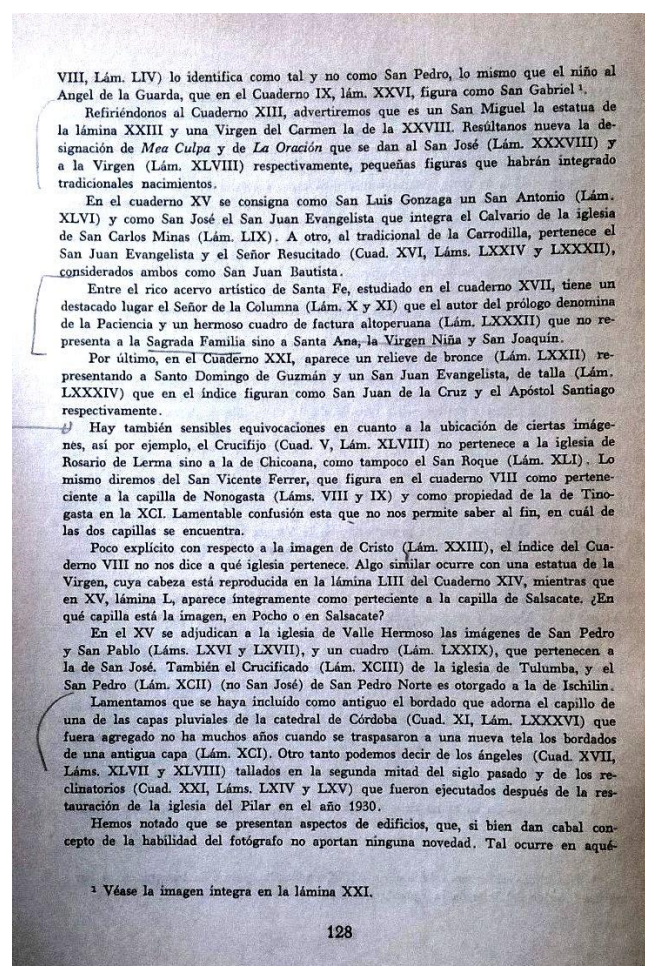 VIII, Lám. LIV) lo identifica como tal y no como San Pedro, lo mismo que el niño al
Angel de la Guarda, que en el Cuaderno IX, lám. XXVI, figura como San Gabriel ¹.
Refiriéndonos al Cuaderno XIII, advertiremos que es un San Miguel la estatua de
la lámina XXIII y una Virgen del Carmen la de la XXVIII. Resúltanos nueva la de-
signación de Mea Culpa y de La Oración que se dan al San José (Lám. XXXVIII) y
a la Virgen (Lám. XLVIII) respectivamente, pequeñas figuras que habrán integrado
tradicionales nacimientos.
En el cuaderno XV se consigna como San Luis Gonzaga un San Antonio (Lám.
XLVI) y como San José el San Juan Evangelista que integra el Calvario de la iglesia
de San Carlos Minas (Lám. LIX). A otro, al tradicional de la Carrodilla, pertenece el
San Juan Evangelista y el Señor Resucitado (Cuad. XVI, Láms. LXXIV y LXXXII),
considerados ambos como San Juan Bautista.
Entre el rico acervo artístico de Santa Fe, estudiado en el cuaderno XVII, tiene un
destacado lugar el Señor de la Columna (Lám. X y XI) que el autor del prólogo denomina
de la Paciencia y un hermoso cuadro de factura altoperuana (Lám. LXXXII) que no re-
presenta a la Sagrada Familia sino a Santa Ana, la Virgen Niña y San Joaquín.
Por último, en el Cuaderno XXI, aparece un relieve de bronce (Lám. LXXII) re-
presentando a Santo Domingo de Guzmán y un San Juan Evangelista, de talla (Lám.
LXXXIV) que en el índice figuran como San Juan de la Cruz y el Apóstol Santiago
respectivamente.
Hay también sensibles equivocaciones en cuanto a la ubicación de ciertas imáge-
nes, así por ejemplo, el Crucifijo (Cuad. V, Lám. XLVIII) no pertenece a la iglesia de
Rosario de Lerma sino a la de Chicoana, como tampoco el San Roque (Lám. XLI). Lo
mismo diremos del San Vicente Ferrer, que figura en el cuaderno VIII como pertene-
ciente a la capilla de Nonogasta (Láms. VIII y IX) y como propiedad de la de Tino-
gasta en la XCI. Lamentable confusión esta que no nos permite saber al fin, en cuál de
las dos capillas se encuentra.
Poco explícito con respecto a la imagen de Cristo (Lám. XXIII), el índice del Cua-
derno VIII no nos dice a qué iglesia pertenece. Algo similar ocurre con una estatua de la
Virgen, cuya cabeza está reproducida en la lámina LIII del Cuaderno XIV, mientras que
en XV, lámina L, aparece íntegramente como perteciente a la capilla de Salsacate. ¿En
qué capilla está la imagen, en Pocho o en Salsacate?
En el XV se adjudican a la iglesia de Valle Hermoso las imágenes de San Pedro
y San Pablo (Láms. LXVI y LXVII), y un cuadro (Lám. LXXIX), que pertenecen a
la de San José. También el Crucificado (Lám. XCIII) de la iglesia de Tulumba, y el
San Pedro (Lám. XCII) (no San José) de San Pedro Norte es otorgado a la de Ischilin.
Lamentamos que se haya incluído como antiguo el bordado que adorna el capillo de
una de las capas pluviales de la catedral de Córdoba (Cuad. XI, Lám. LXXXVI) que
fuera agregado no ha muchos años cuando se traspasaron a una nueva tela los bordados
de una antigua capa (Lám. XCI). Otro tanto podemos decir de los ángeles (Cuad. XVII,
Láms. XLVII y XLVIII) tallados en la segunda mitad del siglo pasado y de los re-
clinatorios (Cuad. XXI, Láms. LXIV y LXV) que fueron ejecutados después de la res-
tauración de la iglesia del Pilar en el año 1930.
Hemos notado que se presentan aspectos de edificios, que, si bien dan cabal con-
cepto de la habilidad del fotógrafo no aportan ninguna novedad. Tal ocurre en aqué-
¹ Véase la imagen íntegra en la lámina XXI.
128